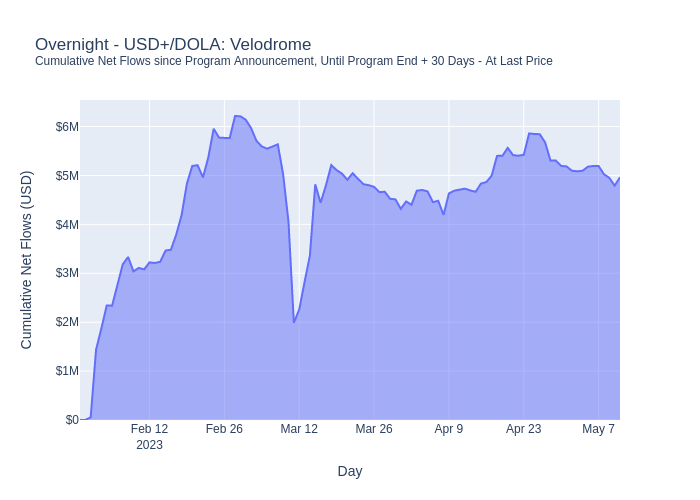 Overnight - USD+/DOLA: Velodrome
Cumulative Net Flows since Program Announcement, Until Program End + 30 Days - At Last Price
Cumulative Net Flows (USD)
$6M
$5M
$4M
$3M
$2M
$1M
$0
Feb 12 Feb 26 Mar 12 Mar 26 Apr 9 Apr 23 May 7
2023
Day